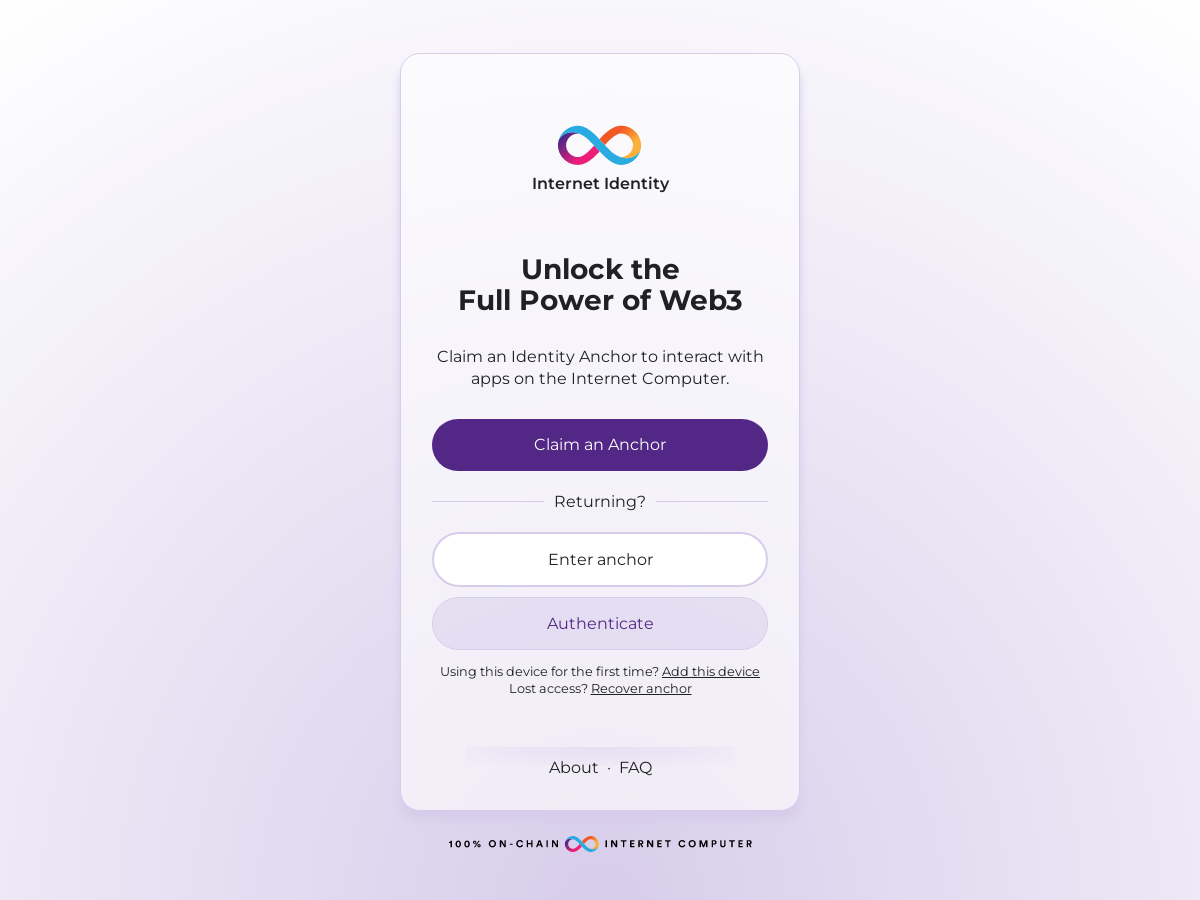 Internet Identity
Unlock the
Full Power of Web3
Claim an Identity Anchor to interact with
apps on the Internet Computer.
Claim an Anchor
Returning?
Enter anchor
Authenticate
Using this device for the first time? Add this device
Lost access? Recover anchor
About · FAQ
100% ON-CHAIN INTERNET COMPUTER